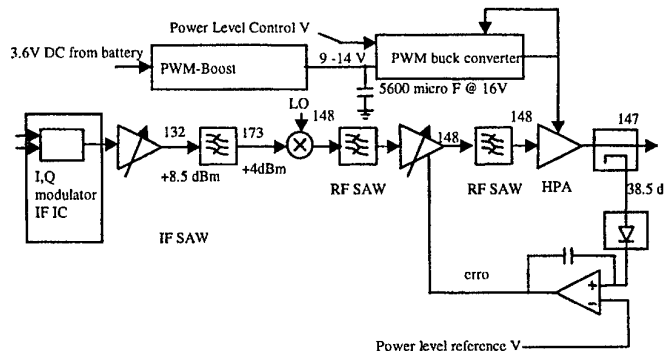 Power Level Control V
3.6V DC from battery
PWM-Boost
9 -14 V
PWM buck converter
5600 micro F @ 16V
LO
148
132
173
148
148
147
I,Q
modulator
IF IC
+8.5 dBm
+4dBm
RF SAW
RF SAW
HPA
38.5 d
IF SAW
erro
+
−
Power level reference V